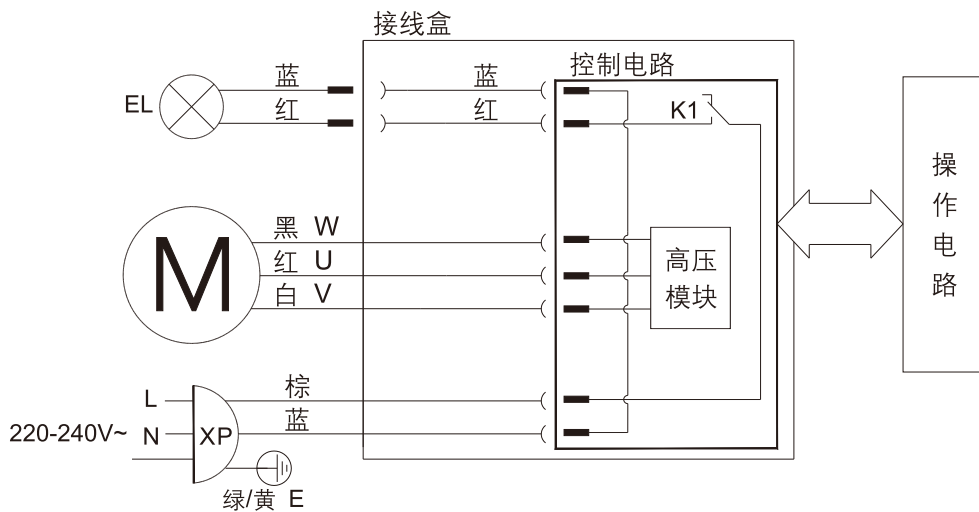 接线盒
控制电路
EL
蓝
红
蓝
红
K1
操作电路
M
黑 W
红 U
白 V
高压
模块
220-240V~
L
N
XP
棕
蓝
绿/黄 E